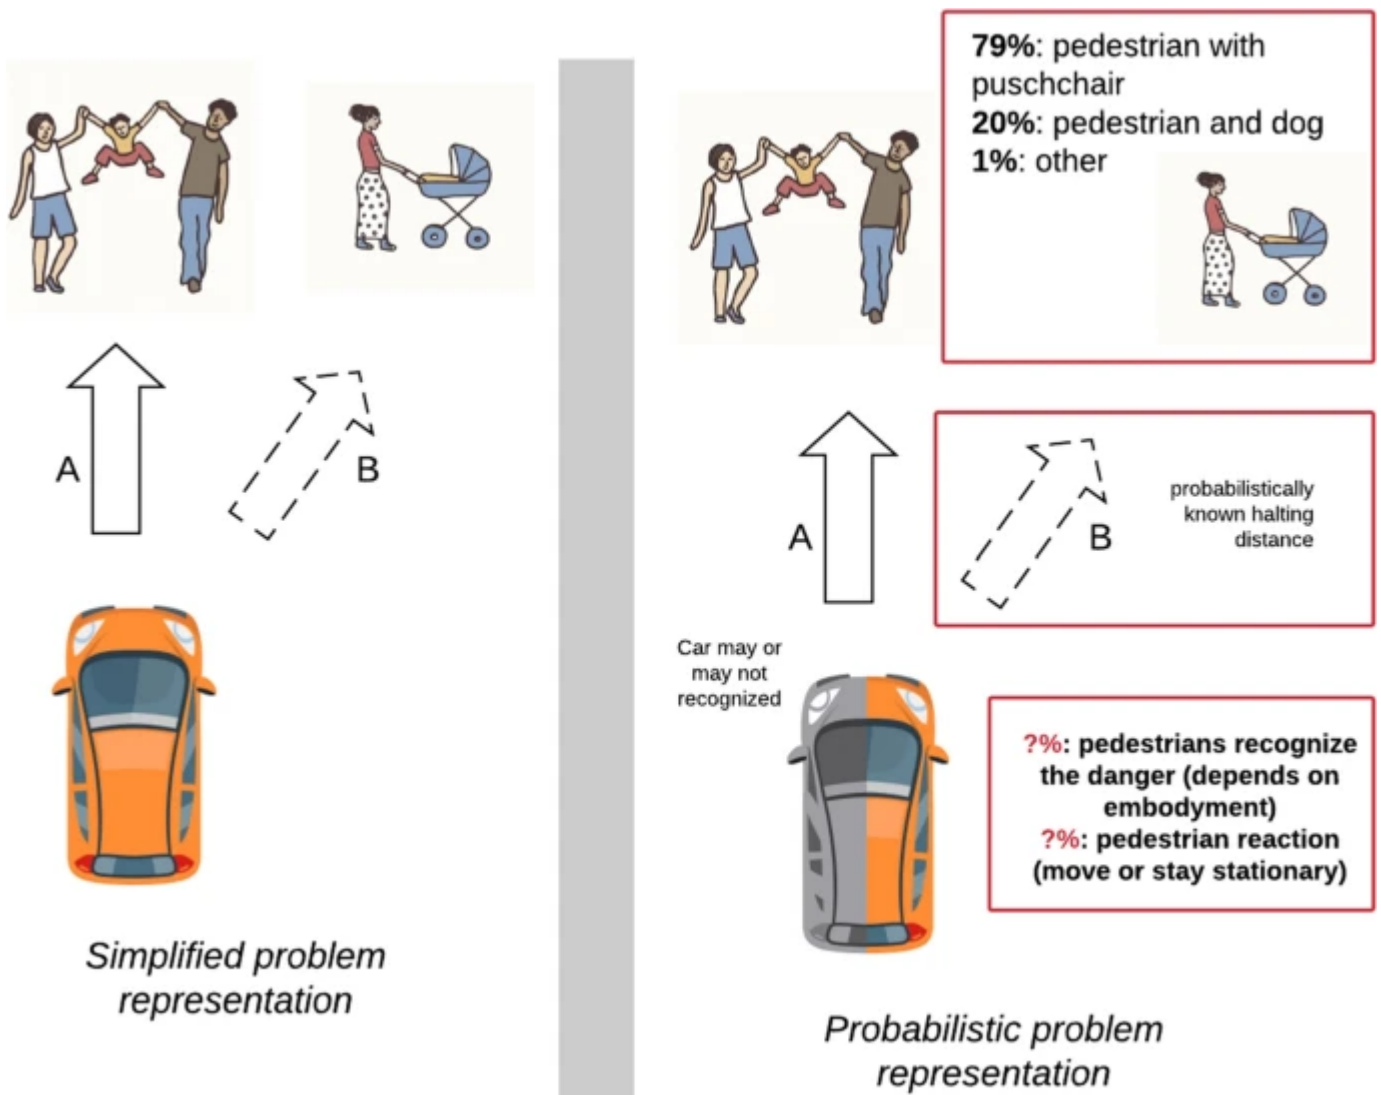 A
B
Simplified problem
representation
79%: pedestrian with
puschchair
20%: pedestrian and dog
1%: other
A
B
probabilistically
known halting
distance
Car may or
may not
recognized
?%: pedestrians recognize
the danger (depends on
embodyment)
?%: pedestrian reaction
(move or stay stationary)
Probabilistic problem
representation